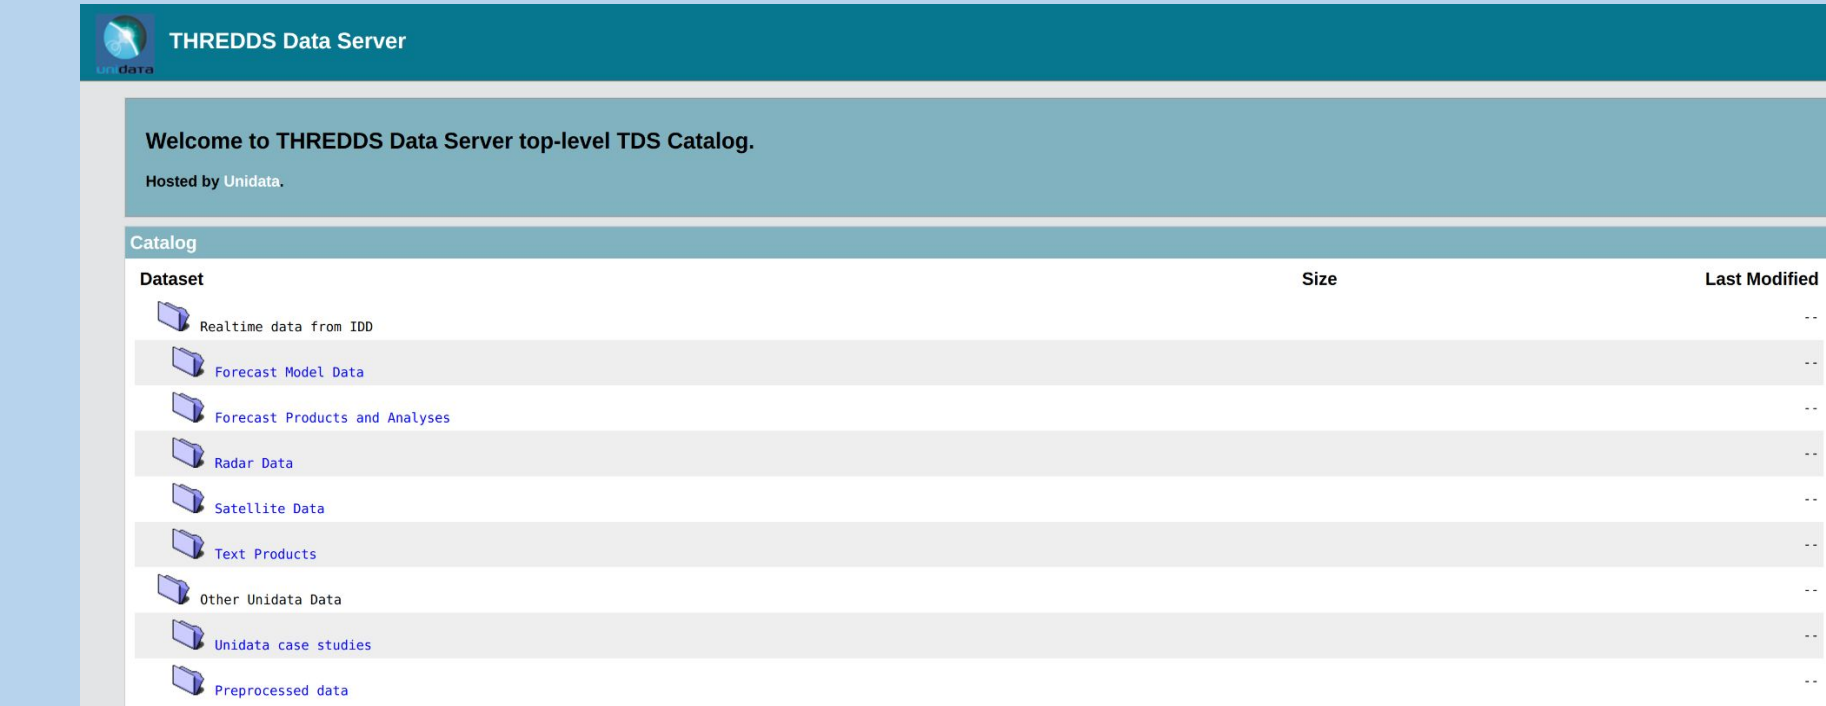 unidata
THREDDS Data Server
Welcome to THREDDS Data Server top-level TDS Catalog.
Hosted by Unidata.
Catalog
Dataset Size Last Modified
Realtime data from IDD --
Forecast Model Data --
Forecast Products and Analyses --
Radar Data --
Satellite Data --
Text Products --
Other Unidata Data --
Unidata case studies --
Preprocessed data --